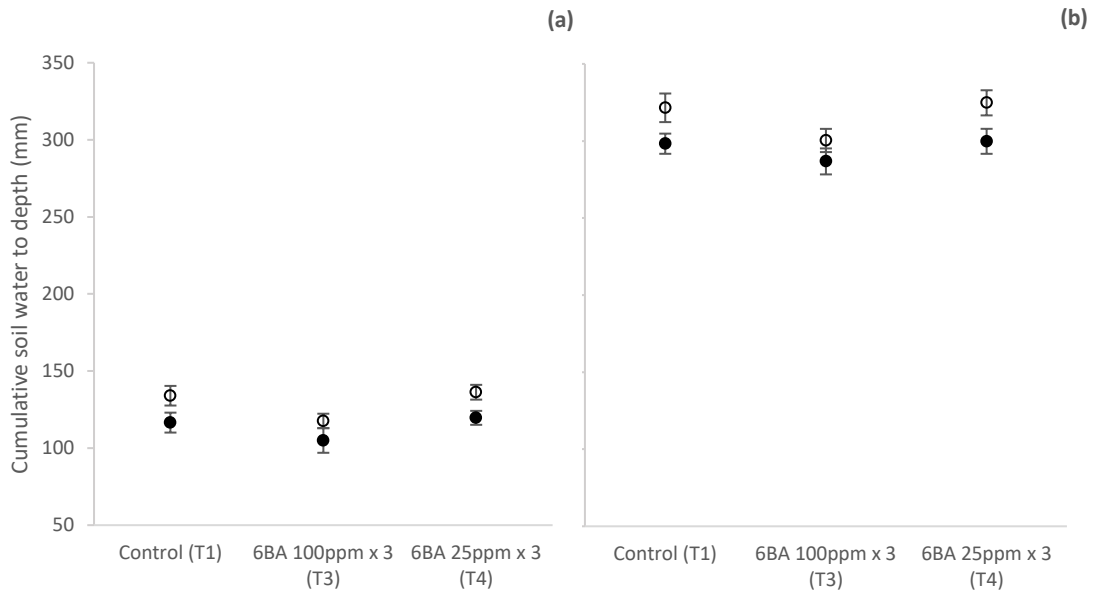 (a)
(b)
Cumulative soil water to depth (mm)
350
300
250
200
150
100
50
Control (T1)
6BA 100ppm x 3
(T3)
6BA 25ppm x 3
(T4)
Control (T1)
6BA 100ppm x 3
(T3)
6BA 25ppm x 3
(T4)